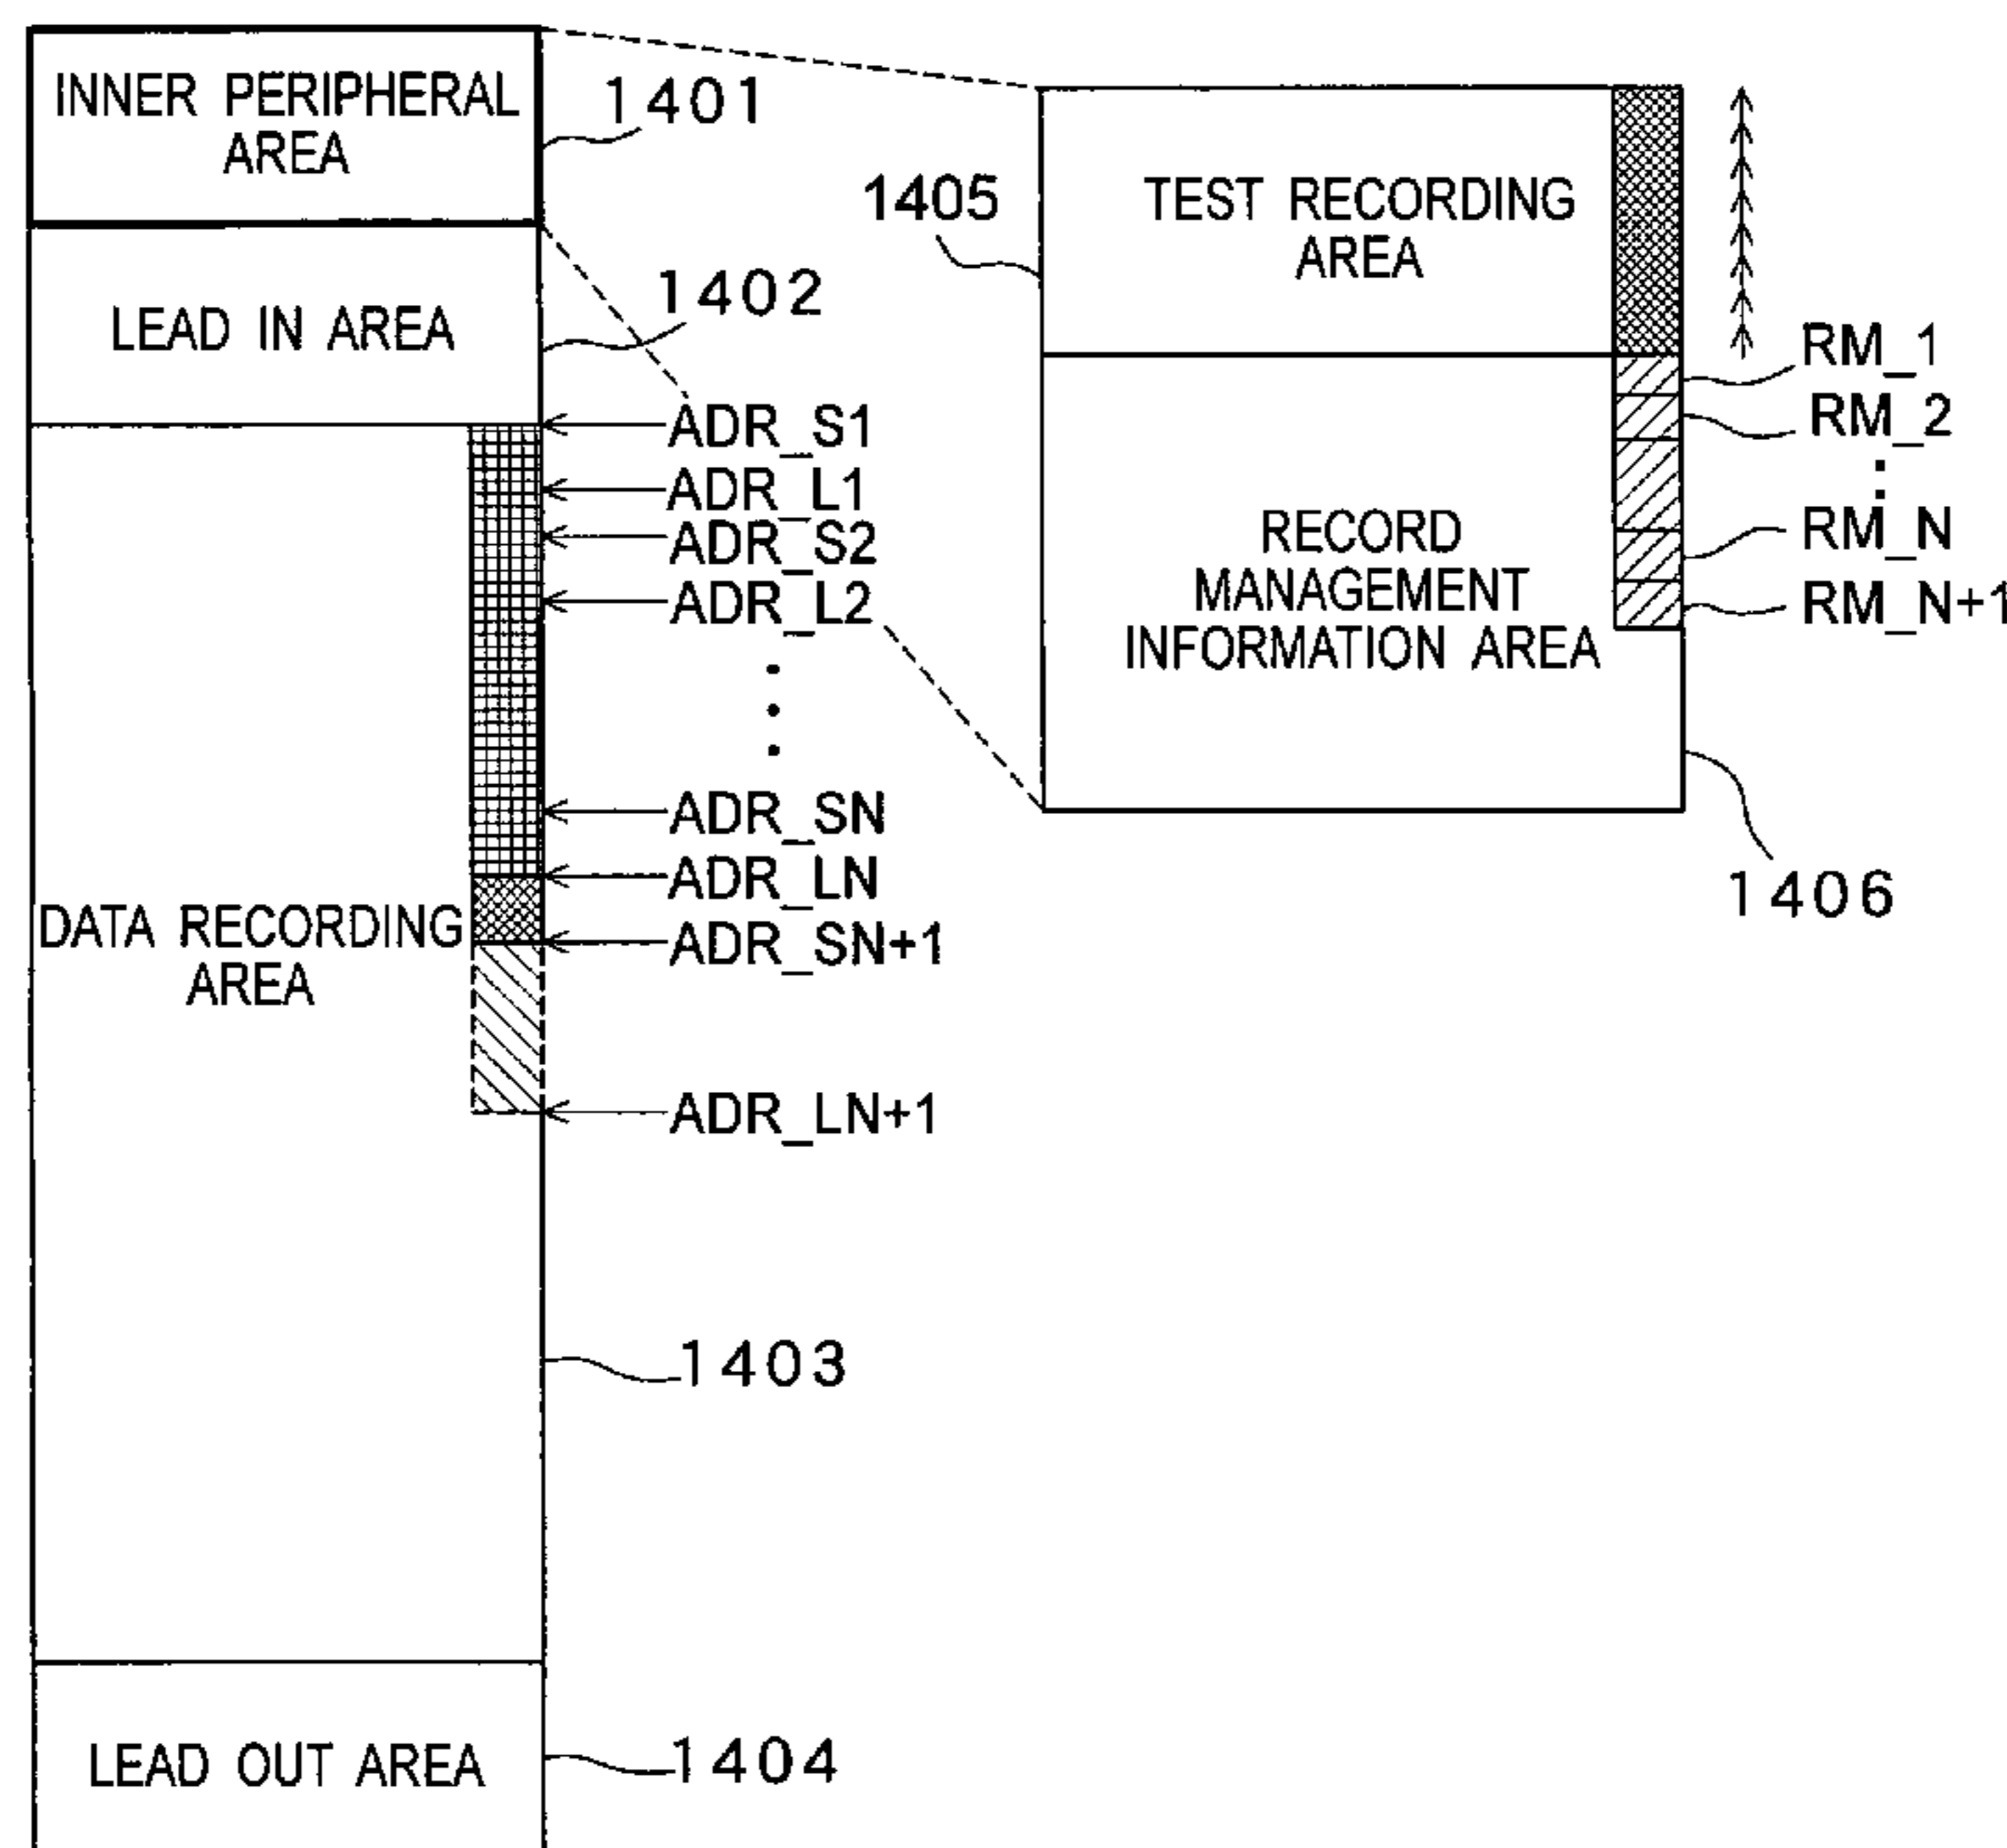 INNER PERIPHERAL
AREA
1401
LEAD IN AREA
1402
ADR_S1
ADR_L1
ADR_S2
ADR_L2
ADR_SN
ADR_LN
DATA RECORDING
AREA
ADR_SN+1
ADR_LN+1
1403
LEAD OUT AREA
1404
1405
TEST RECORDING
AREA
RM_1
RM_2
RM_N
RM_N+1
RECORD
MANAGEMENT
INFORMATION AREA
1406